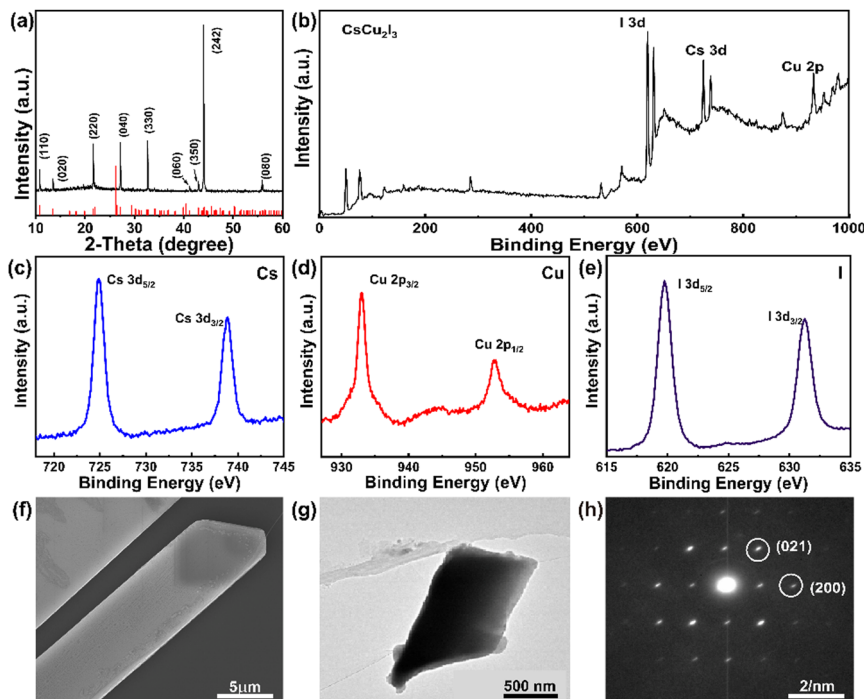 (a)
Intensity (a.u.)
(110)
(020)
(220)
(040)
(330)
(060)
(350)
(242)
(080)
10 20 30 40 50 60
2-Theta (degree)
(b)
CsCu₂I₃
I 3d
Cs 3d
Cu 2p
Intensity (a.u.)
0 200 400 600 800 1000
Binding Energy (eV)
(c)
Cs 3d₅/₂
Cs
Cs 3d₃/₂
Intensity (a.u.)
720 725 730 735 740 745
Binding Energy (eV)
(d)
Cu 2p₃/₂
Cu
Cu 2p₁/₂
Intensity (a.u.)
930 940 950 960
Binding Energy (eV)
(e)
I 3d₅/₂
I
I 3d₃/₂
Intensity (a.u.)
615 620 625 630 635
Binding Energy (eV)
(f)
5μm
(g)
500 nm
(h)
(021)
(200)
2/nm